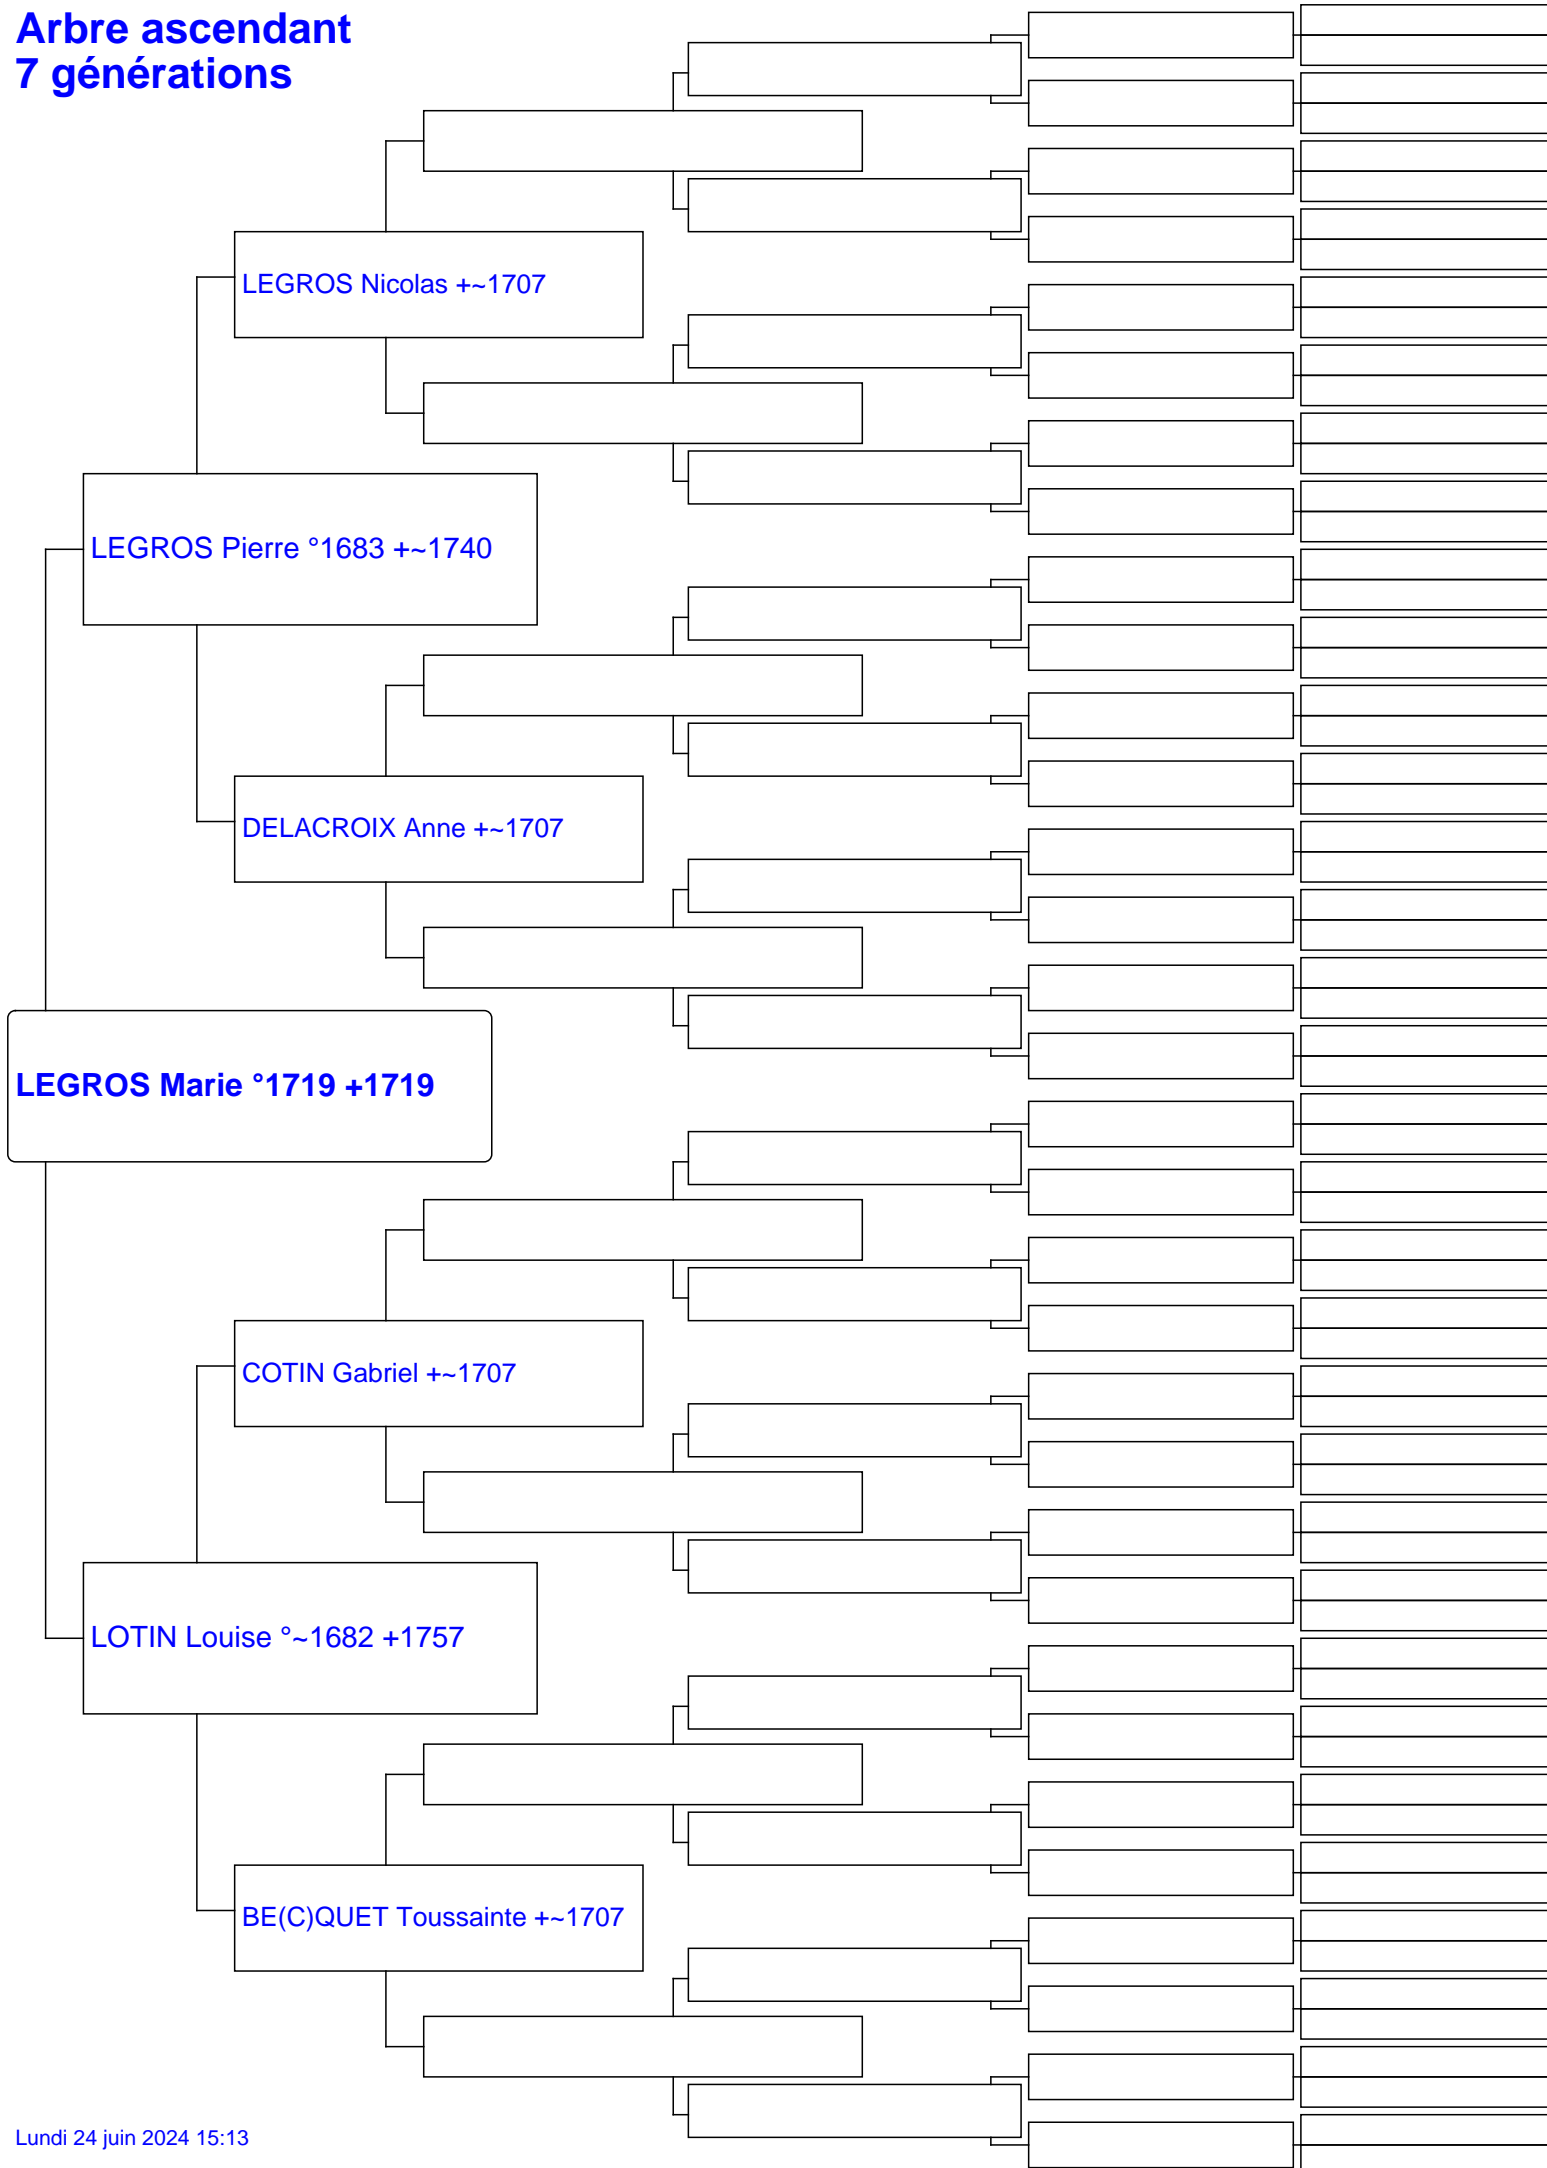 Arbre ascendant
7 générations
LEGROS Nicolas +~1707
LEGROS Pierre °1683 +~1740
DELACROIX Anne +~1707
LEGROS Marie °1719 +1719
COTIN Gabriel +~1707
LOTIN Louise °~1682 +1757
BE(C)QUET Toussainte +~1707
Lundi 24 juin 2024 15:13